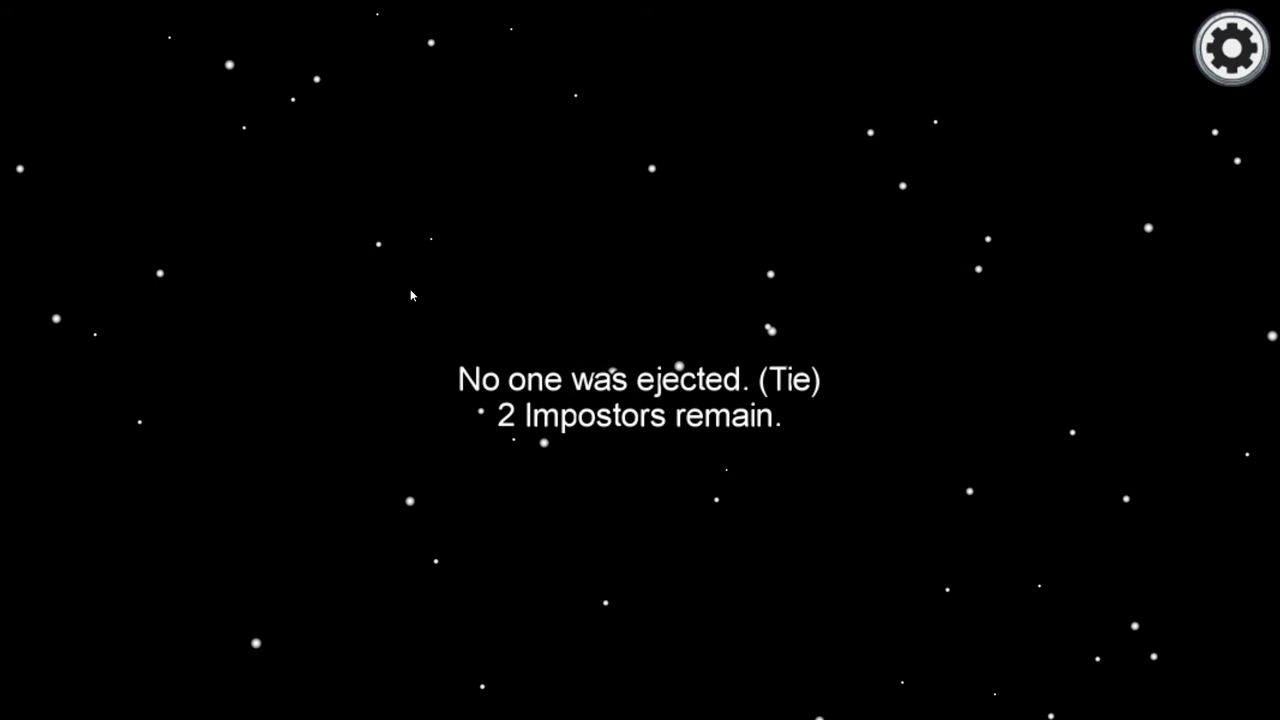 No one was ejected. (Tie)
2 Impostors remain.